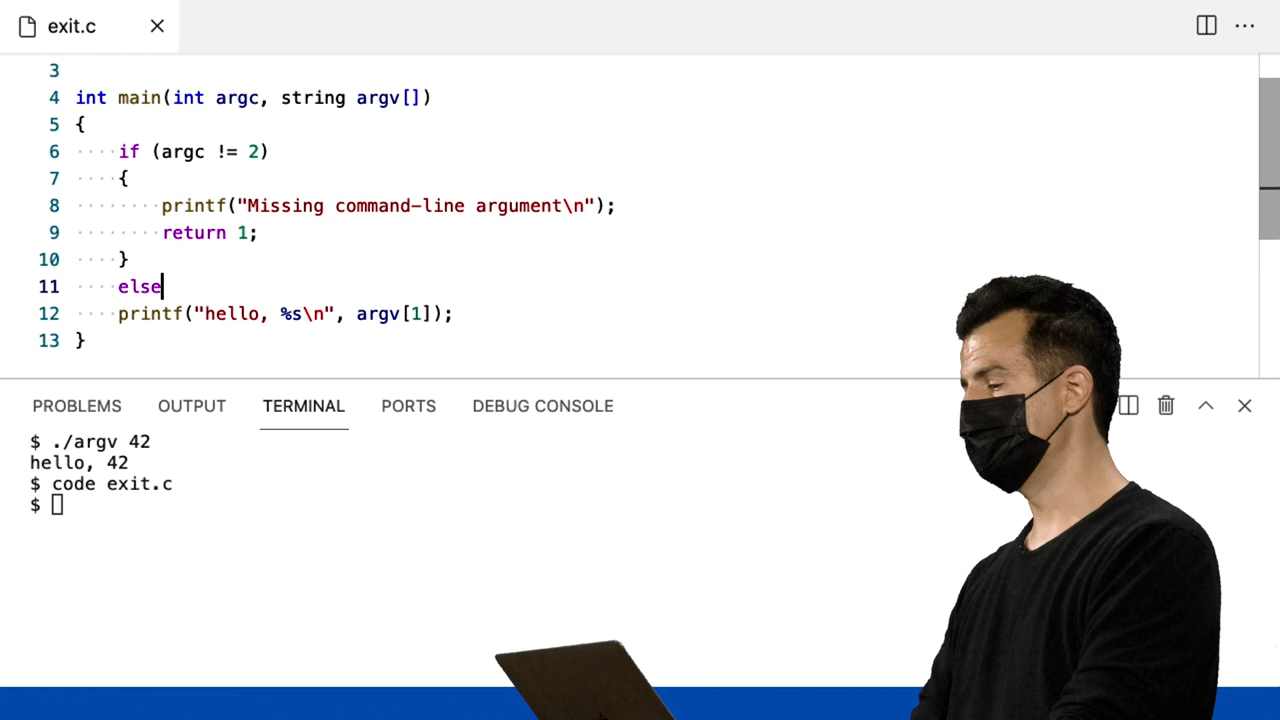 exit.c
3
4 int main(int argc, string argv[])
5 {
6 if (argc != 2)
7 {
8 printf("Missing command-line argument\n");
9 return 1;
10 }
11 else
12 printf("hello, %s\n", argv[1]);
13 }
PROBLEMS OUTPUT TERMINAL PORTS DEBUG CONSOLE
$ ./argv 42
hello, 42
$ code exit.c
$